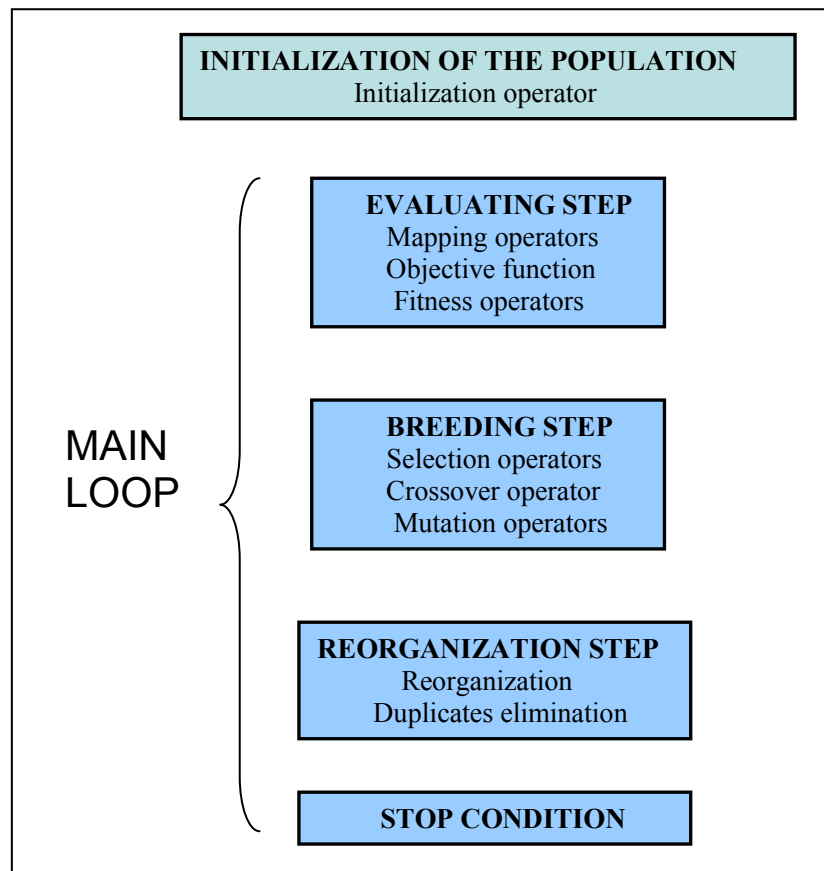 INITIALIZATION OF THE POPULATION
Initialization operator
EVALUATING STEP
Mapping operators
Objective function
Fitness operators
MAIN
LOOP
BREEDING STEP
Selection operators
Crossover operator
Mutation operators
REORGANIZATION STEP
Reorganization
Duplicates elimination
STOP CONDITION